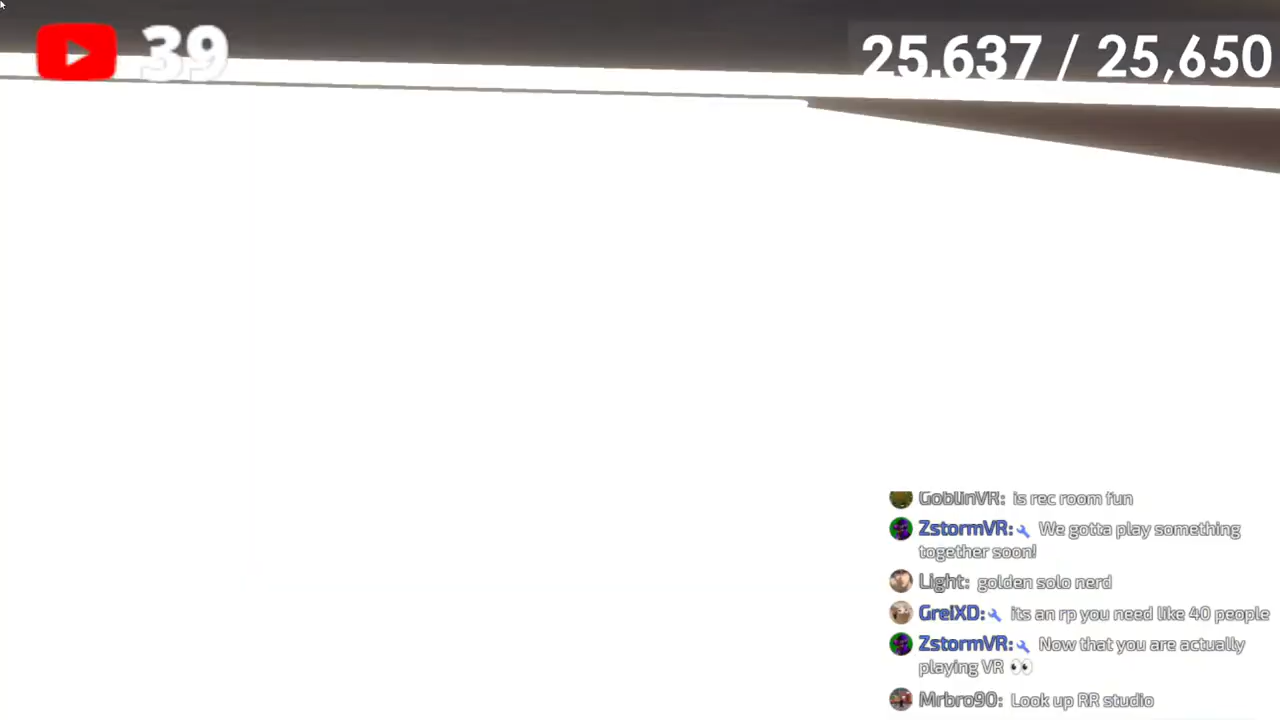 39
25,637 / 25,650
GoblinVR: is rec room fun
ZstormVR: We gotta play something
together soon!
Light: golden solo nerd
GrelXD: its an rp you need like 40 people
ZstormVR: Now that you are actually
playing VR 👀
Mrbro90: Look up RR studio